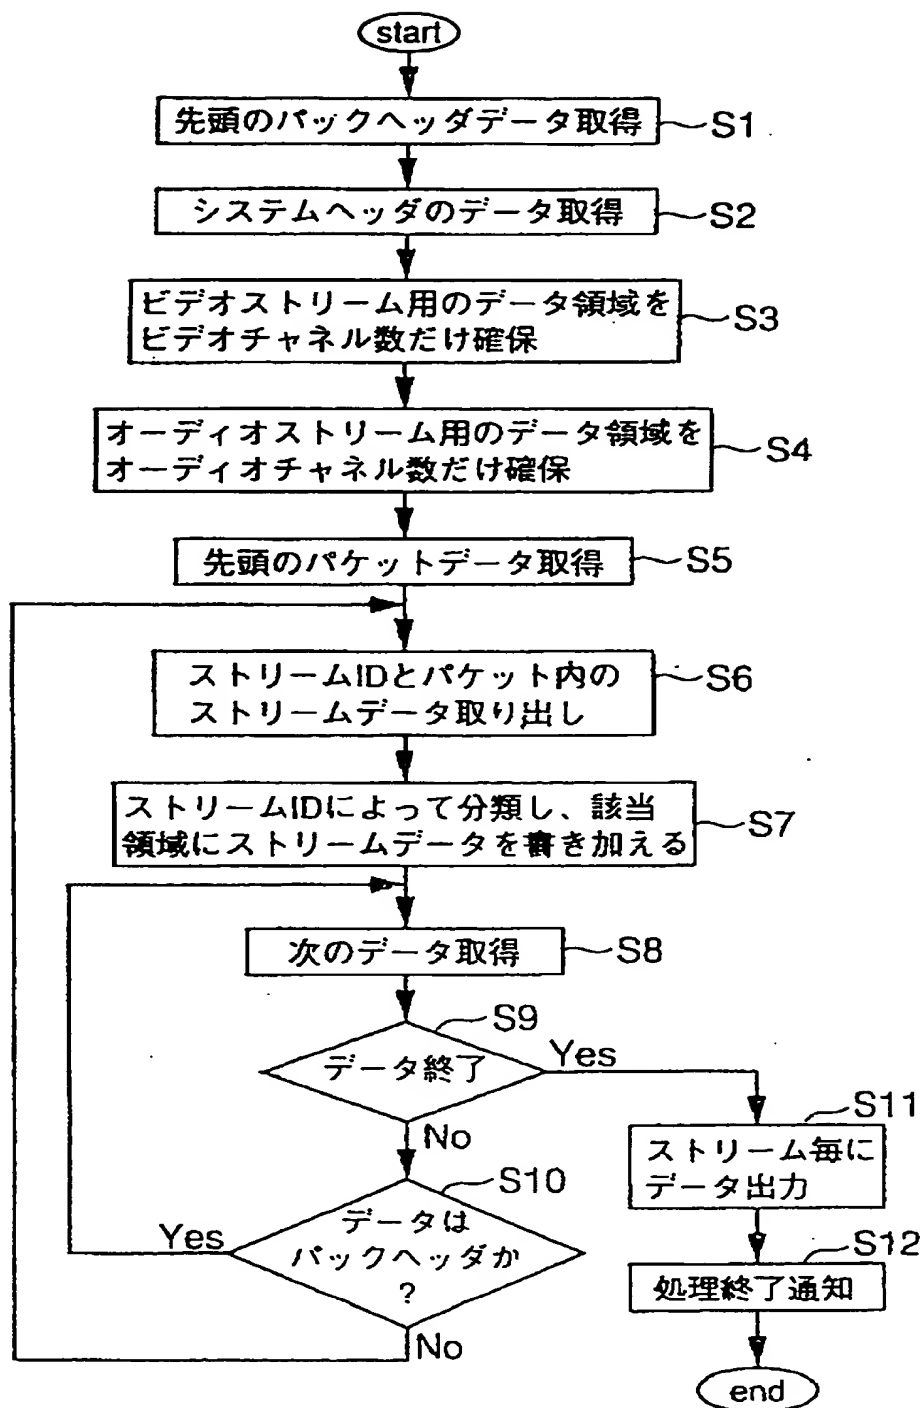 start
先頭のパックヘッダデータ取得
S1
システムヘッダのデータ取得
S2
ビデオストリーム用のデータ領域を
ビデオチャネル数だけ確保
S3
オーディオストリーム用のデータ領域を
オーディオチャネル数だけ確保
S4
先頭のパケットデータ取得
S5
ストリームIDとパケット内の
ストリームデータ取り出し
S6
ストリームIDによって分類し、該当
領域にストリームデータを書き加える
S7
次のデータ取得
S8
S9
データ終了
Yes
No
S10
データは
パックヘッダか
?
Yes
No
S11
ストリーム毎に
データ出力
S12
処理終了通知
end